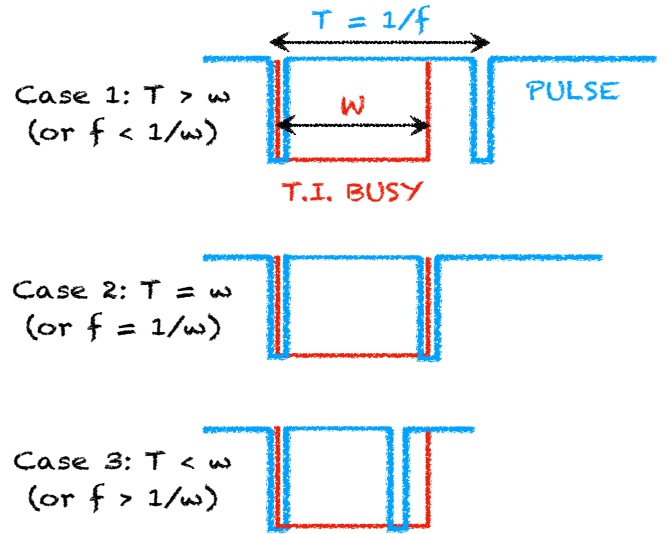 T = 1/f
Case 1: T > w
(or f < 1/w)
W
PULSE
T.I. BUSY
Case 2: T = w
(or f = 1/w)
Case 3: T < w
(or f > 1/w)